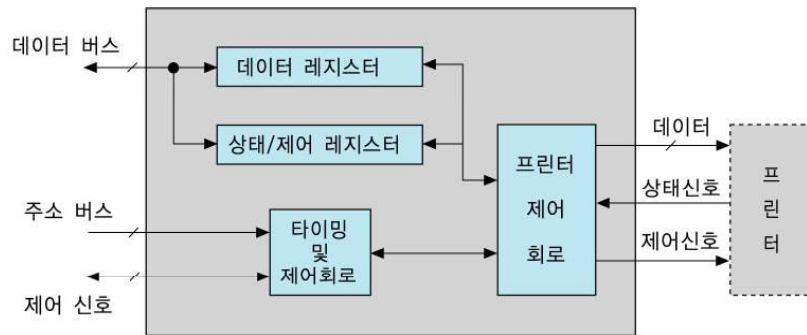 데이터 버스
데이터 레지스터
상태/제어 레지스터
주소 버스
제어 신호
타이밍
및
제어회로
프린터
제어
회로
데이터
상태신호
제어신호
프
린
터